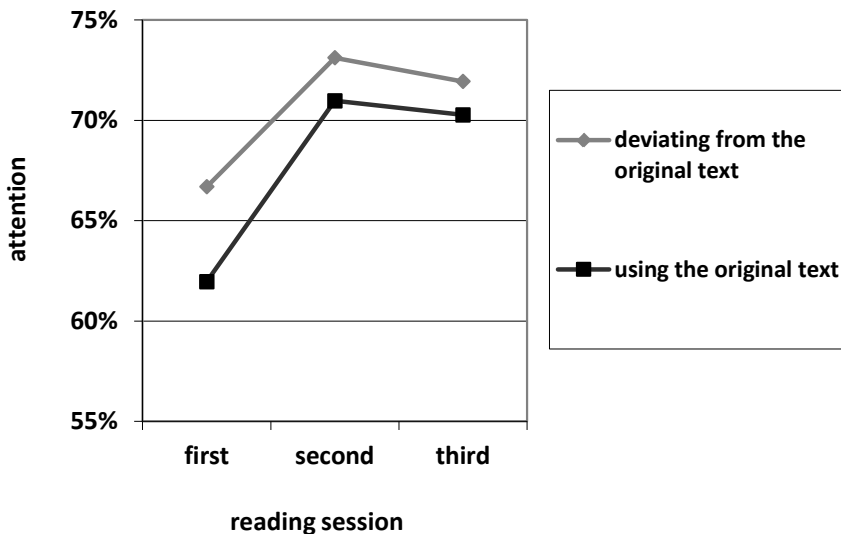 75%
70%
65%
60%
55%
attention
first second third
reading session
deviating from the
original text
using the original text